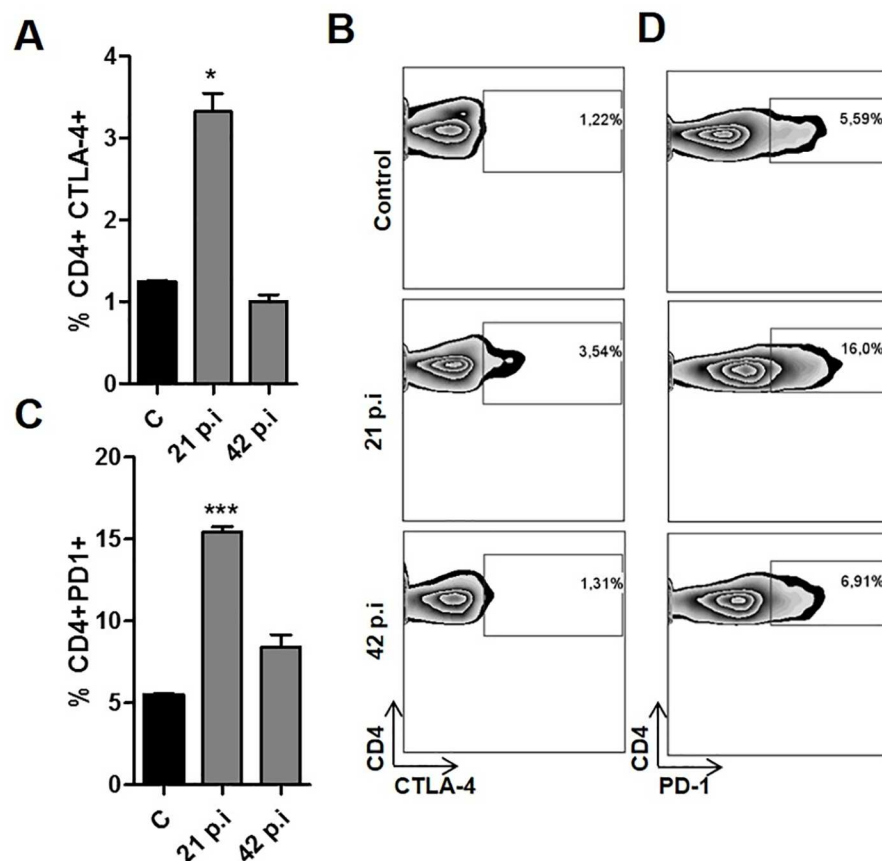 A
% CD4+ CTLA-4+
4
3
2
1
0
*
C
21 p.i
42 p.i
C
% CD4+PD1+
20
15
10
5
0
***
C
21 p.i
42 p.i
B
Control
1,22%
21 p.i
3,54%
42 p.i
1,31%
CD4
CTLA-4
D
5,59%
16,0%
6,91%
CD4
PD-1